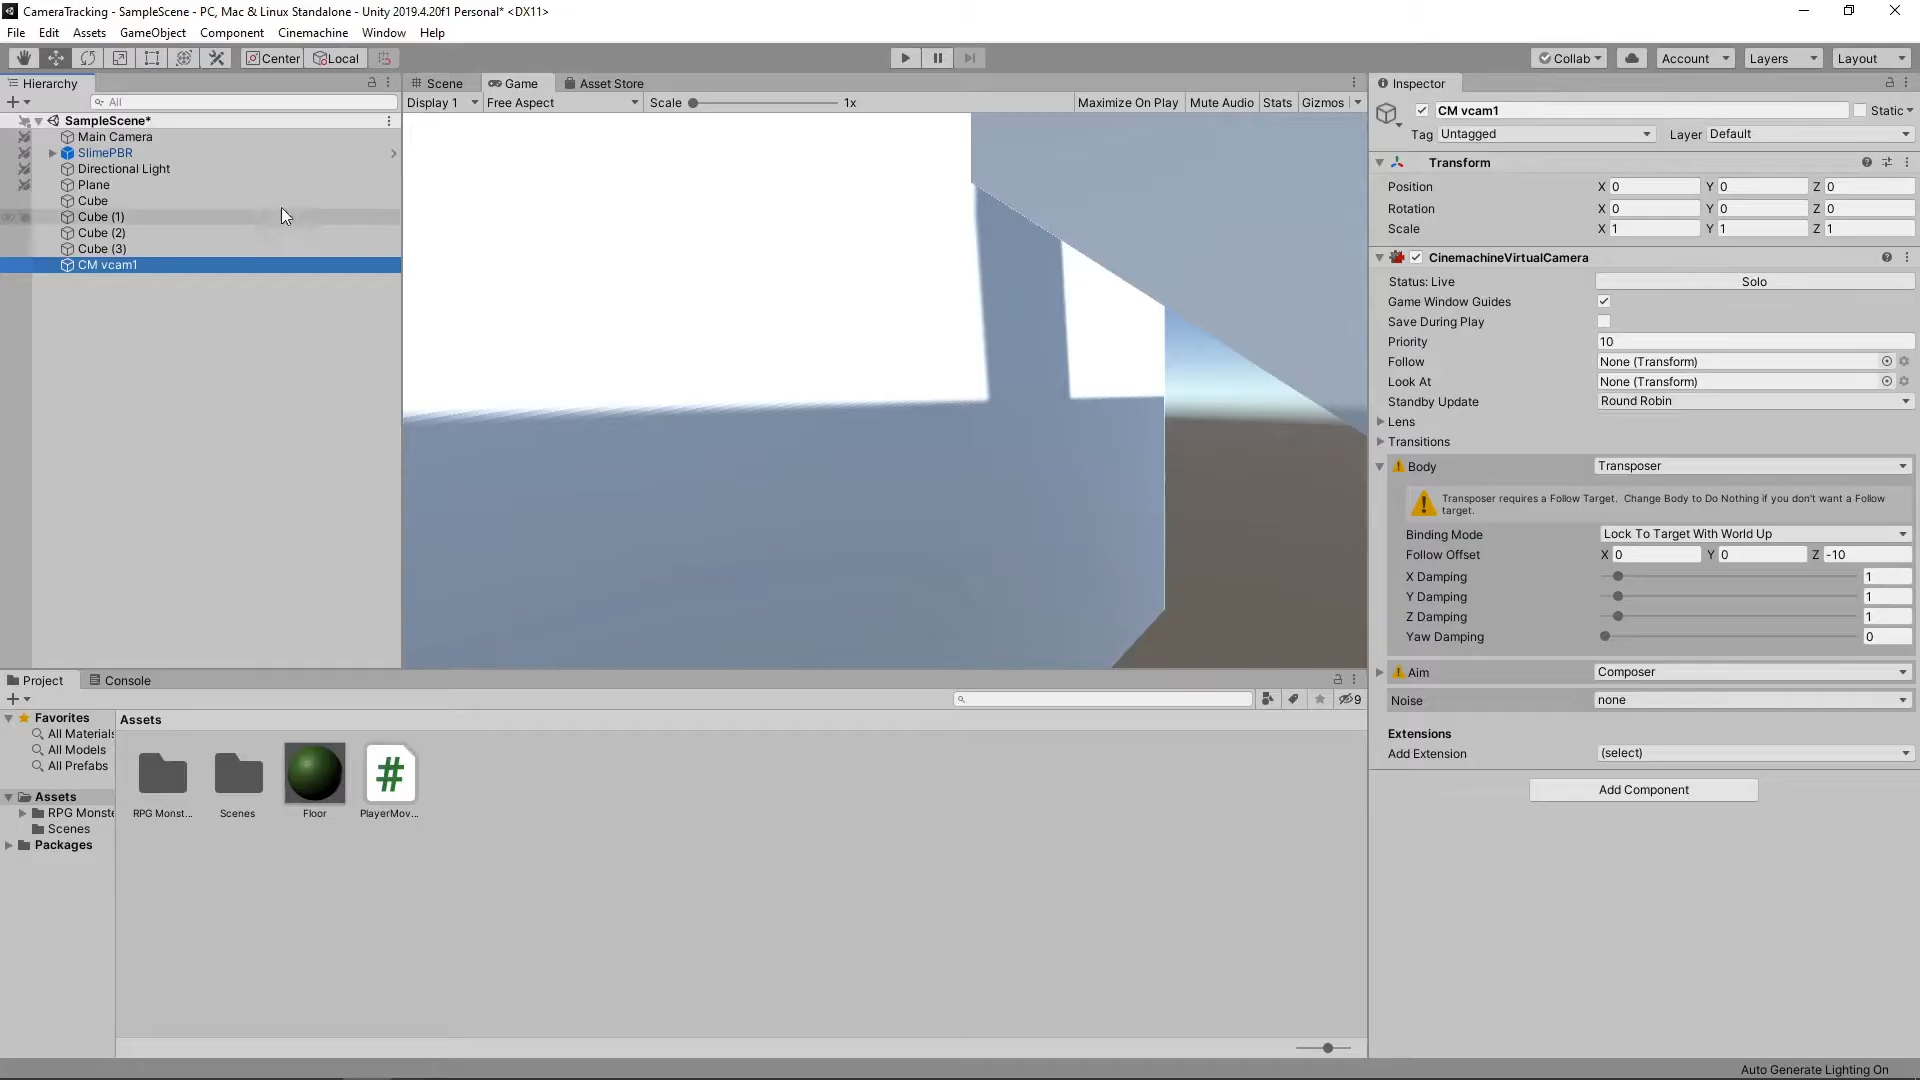 CameraTracking - SampleScene - PC, Mac & Linux Standalone - Unity 2019.4.20f1 Personal* <DX11>
File Edit Assets GameObject Component Cinemachine Window Help
Center Local Collab Account Layers Layout
Hierarchy
All
SampleScene*
Main Camera
SlimePBR
Directional Light
Plane
Cube
Cube (1)
Cube (2)
Cube (3)
CM vcam1
Scene Game Asset Store
Display 1 Free Aspect Scale 1x Maximize On Play Mute Audio Stats Gizmos
Inspector
CM vcam1 Static
Tag Untagged Layer Default
Transform
Position X 0 Y 0 Z 0
Rotation X 0 Y 0 Z 0
Scale X 1 Y 1 Z 1
CinemachineVirtualCamera
Status: Live Solo
Game Window Guides
Save During Play
Priority 10
Follow None (Transform)
Look At None (Transform)
Standby Update Round Robin
Lens
Transitions
Body Transposer
Transposer requires a Follow Target. Change Body to Do Nothing if you don't want a Follow
target.
Binding Mode Lock To Target With World Up
Follow Offset X 0 Y 0 Z -10
X Damping 1
Y Damping 1
Z Damping 1
Yaw Damping 0
Aim Composer
Noise none
Extensions
Add Extension (select)
Add Component
Project Console
9
Favorites
All Materials
All Models
All Prefabs
Assets
RPG Monste
Scenes
Packages
Assets
RPG Monst... Scenes Floor PlayerMov...
Auto Generate Lighting On